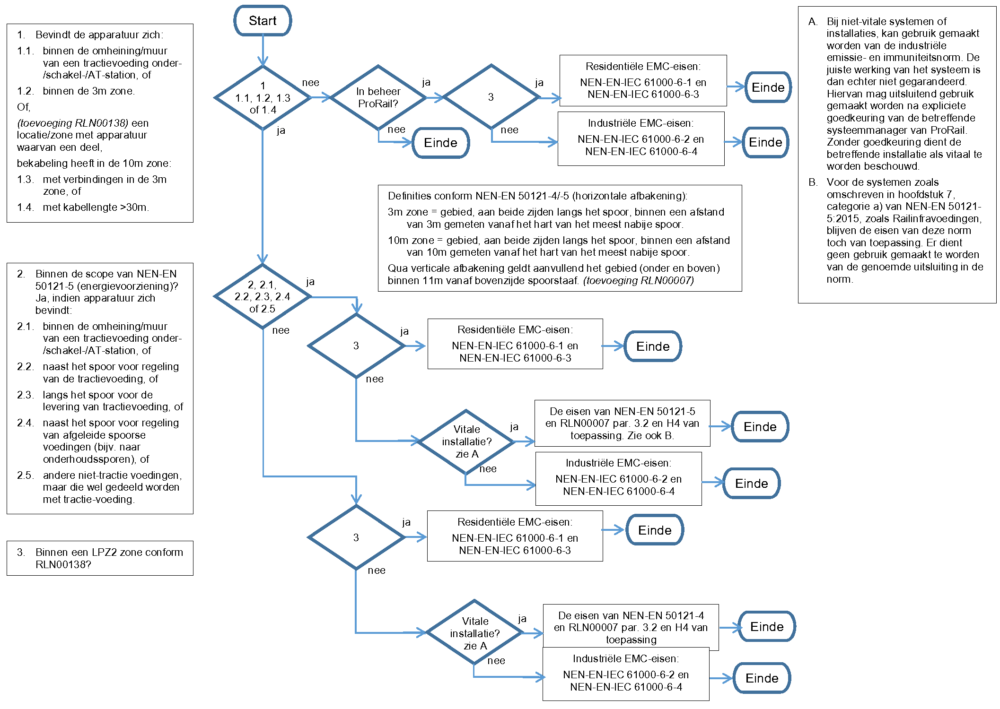 Start
1. Bevindt de apparatuur zich:
1.1. binnen de omheining/muur
van een tractievoeding onder-
/schakel-/AT-station, of
1.2. binnen de 3m zone.
Of,
(toevoeging RLN00138) een
locatie/zone met apparatuur
waarvan een deel,
bekabeling heeft in de 10m zone:
1.3. met verbindingen in de 3m
zone, of
1.4. met kabellengte >30m.
2. Binnen de scope van NEN-EN
50121-5 (energievoorziening)?
Ja, indien apparatuur zich
bevindt:
2.1. binnen de omheining/muur
van een tractievoeding onder-
/schakel-/AT-station, of
2.2. naast het spoor voor regeling
van de tractievoeding, of
2.3. langs het spoor voor de
levering van tractievoeding, of
2.4. naast het spoor voor regeling
van afgeleide spoorse
voedingen (bijv. naar
onderhoudssporen), of
2.5. andere niet-tractie voedingen,
maar die wel gedeeld worden
met tractie-voeding.
3. Binnen een LPZ2 zone conform
RLN00138?
1
1.1, 1.2, 1.3
of 1.4
nee
ja
In beheer
ProRail?
ja
nee
Einde
3
ja
nee
Residentiële EMC-eisen:
NEN-EN-IEC 61000-6-1 en
NEN-EN-IEC 61000-6-3
Einde
Industriële EMC-eisen:
NEN-EN-IEC 61000-6-2 en
NEN-EN-IEC 61000-6-4
Einde
Definities conform NEN-EN 50121-4/-5 (horizontale afbakening):
3m zone = gebied, aan beide zijden langs het spoor, binnen een afstand
van 3m gemeten vanaf het hart van het meest nabije spoor.
10m zone = gebied, aan beide zijden langs het spoor, binnen een afstand
van 10m gemeten vanaf het hart van het meest nabije spoor.
Qua verticale afbakening geldt aanvullend het gebied (onder en boven)
binnen 11m vanaf bovenzijde spoorstaaf. (toevoeging RLN00007)
A. Bij niet-vitale systemen of
installaties, kan gebruik gemaakt
worden van de industriële
emissie- en immuniteitsnorm. De
juiste werking van het systeem is
dan echter niet gegarandeerd.
Hiervan mag uitsluitend gebruik
gemaakt worden na expliciete
goedkeuring van de betreffende
systeemmanager van ProRail.
Zonder goedkeuring dient de
betreffende installatie als vitaal te
worden beschouwd.
B. Voor de systemen zoals
omschreven in hoofdstuk 7,
categorie a) van NEN-EN 50121-
5:2015, zoals Railinfravoedingen,
blijven de eisen van deze norm
toch van toepassing. Er dient
geen gebruik gemaakt te worden
van de genoemde uitsluiting in de
norm.
2, 2.1,
2.2, 2.3, 2.4
of 2.5
ja
nee
3
ja
nee
Residentiële EMC-eisen:
NEN-EN-IEC 61000-6-1 en
NEN-EN-IEC 61000-6-3
Einde
Vitale
installatie?
zie A
ja
nee
De eisen van NEN-EN 50121-5
en RLN00007 par. 3.2 en H4 van
toepassing. Zie ook B.
Einde
Industriële EMC-eisen:
NEN-EN-IEC 61000-6-2 en
NEN-EN-IEC 61000-6-4
Einde
3
ja
nee
Residentiële EMC-eisen:
NEN-EN-IEC 61000-6-1 en
NEN-EN-IEC 61000-6-3
Einde
Vitale
installatie?
zie A
ja
nee
De eisen van NEN-EN 50121-4
en RLN00007 par. 3.2 en H4 van
toepassing
Einde
Industriële EMC-eisen:
NEN-EN-IEC 61000-6-2 en
NEN-EN-IEC 61000-6-4
Einde